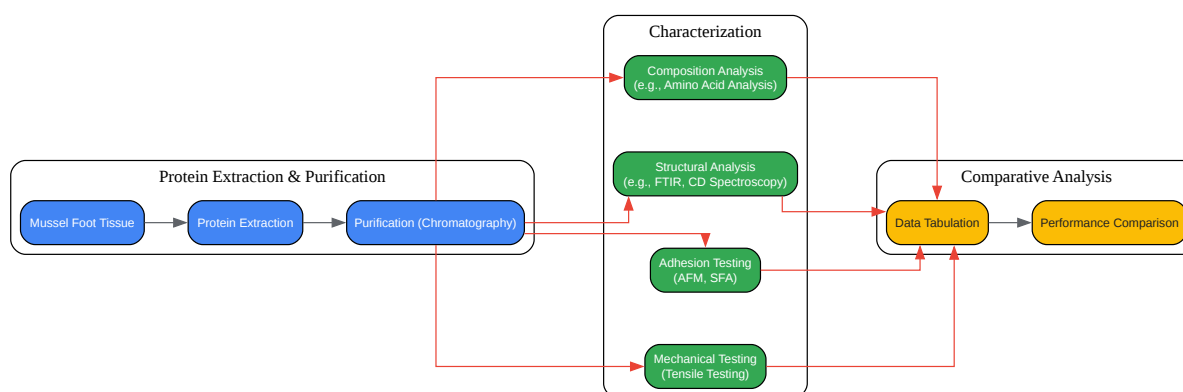 Protein Extraction & Purification
Mussel Foot Tissue
Protein Extraction
Purification (Chromatography)
Characterization
Composition Analysis
(e.g., Amino Acid Analysis)
Structural Analysis
(e.g., FTIR, CD Spectroscopy)
Adhesion Testing
(AFM, SFA)
Mechanical Testing
(Tensile Testing)
Comparative Analysis
Data Tabulation
Performance Comparison